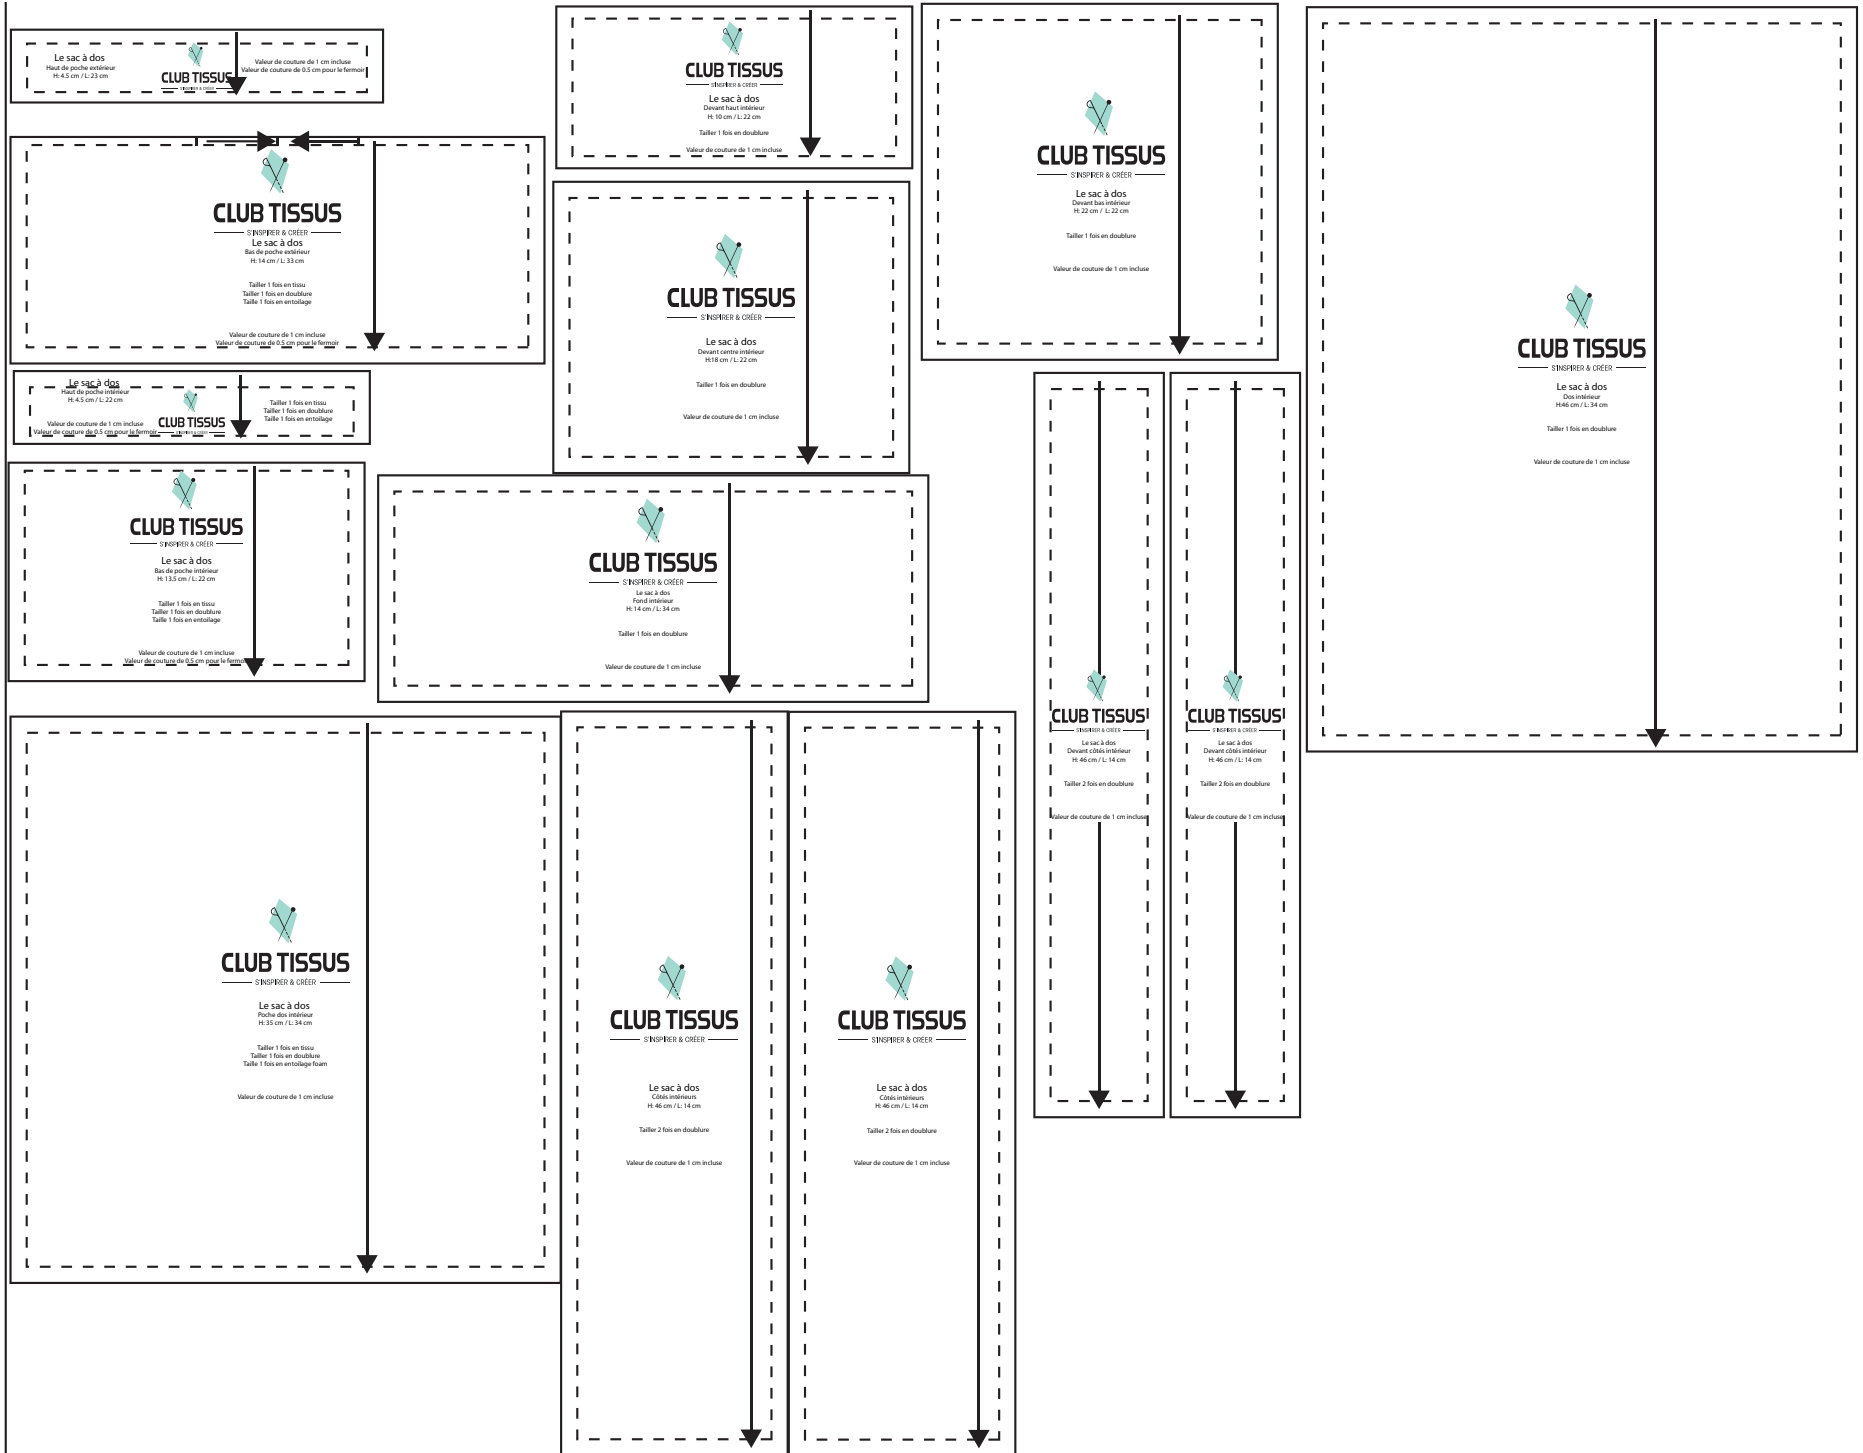 Le sac à dos
Haut de poche extérieur
H: 4.5 cm / L: 23 cm
CLUB TISSUS
S'INSPIRER & CRÉER
Valeur de couture de 1 cm incluse
Valeur de couture de 0.5 cm pour le fermoir
CLUB TISSUS
S'INSPIRER & CRÉER
Le sac à dos
Bas de poche extérieur
H: 14 cm / L: 33 cm
Tailler 1 fois en tissu
Tailler 1 fois en doublure
Taille 1 fois en entoilage
Valeur de couture de 1 cm incluse
Valeur de couture de 0.5 cm pour le fermoir
Le sac à dos
Haut de poche intérieur
H: 4.5 cm / L: 22 cm
Valeur de couture de 1 cm incluse
Valeur de couture de 0.5 cm pour le fermoir
CLUB TISSUS
S'INSPIRER & CRÉER
Tailler 1 fois en tissu
Tailler 1 fois en doublure
Taille 1 fois en entoilage
CLUB TISSUS
S'INSPIRER & CRÉER
Le sac à dos
Bas de poche intérieur
H: 13.5 cm / L: 22 cm
Tailler 1 fois en tissu
Tailler 1 fois en doublure
Taille 1 fois en entoilage
Valeur de couture de 1 cm incluse
Valeur de couture de 0.5 cm pour le fermoir
CLUB TISSUS
S'INSPIRER & CRÉER
Le sac à dos
Poche dos intérieur
H: 35 cm / L: 34 cm
Tailler 1 fois en tissu
Tailler 1 fois en doublure
Taille 1 fois en entoilage foam
Valeur de couture de 1 cm incluse
CLUB TISSUS
S'INSPIRER & CRÉER
Le sac à dos
Devant haut intérieur
H: 10 cm / L: 22 cm
Tailler 1 fois en doublure
Valeur de couture de 1 cm incluse
CLUB TISSUS
S'INSPIRER & CRÉER
Le sac à dos
Devant centre intérieur
H:18 cm / L: 22 cm
Tailler 1 fois en doublure
Valeur de couture de 1 cm incluse
CLUB TISSUS
S'INSPIRER & CRÉER
Le sac à dos
Fond intérieur
H: 14 cm / L: 34 cm
Tailler 1 fois en doublure
Valeur de couture de 1 cm incluse
CLUB TISSUS
S'INSPIRER & CRÉER
Le sac à dos
Côtés intérieurs
H: 46 cm / L: 14 cm
Tailler 2 fois en doublure
Valeur de couture de 1 cm incluse
CLUB TISSUS
S'INSPIRER & CRÉER
Le sac à dos
Côtés intérieurs
H: 46 cm / L: 14 cm
Tailler 2 fois en doublure
Valeur de couture de 1 cm incluse
CLUB TISSUS
S'INSPIRER & CRÉER
Le sac à dos
Devant bas intérieur
H: 22 cm / L: 22 cm
Tailler 1 fois en doublure
Valeur de couture de 1 cm incluse
CLUB TISSUS
S'INSPIRER & CRÉER
Le sac à dos
Devant côtés intérieur
H: 46 cm / L: 14 cm
Tailler 2 fois en doublure
Valeur de couture de 1 cm incluse
CLUB TISSUS
S'INSPIRER & CRÉER
Le sac à dos
Devant côtés intérieur
H: 46 cm / L: 14 cm
Tailler 2 fois en doublure
Valeur de couture de 1 cm incluse
CLUB TISSUS
S'INSPIRER & CRÉER
Le sac à dos
Dos intérieur
H:46 cm / L: 34 cm
Tailler 1 fois en doublure
Valeur de couture de 1 cm incluse